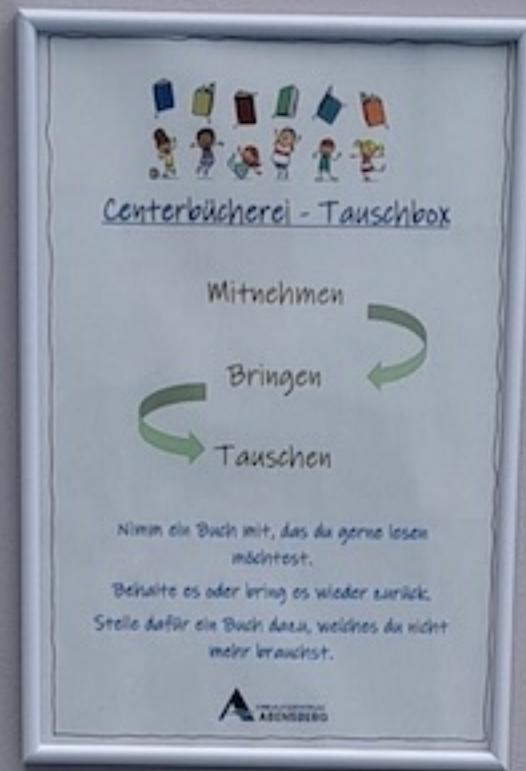 Centerbücherei - Tauschbox
Mitnehmen
Bringen
Tauschen
Nimm ein Buch mit, das du gerne lesen
möchtest.
Behalte es oder bring es wieder zurück.
Stelle dafür ein Buch dazu, welches du nicht
mehr brauchst.
ABENSBERG